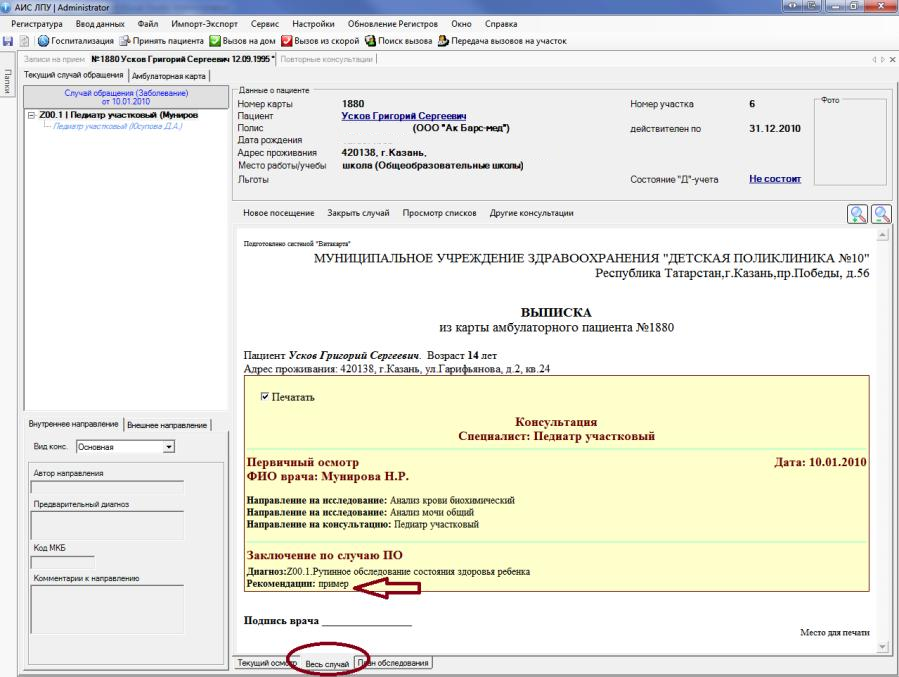 АИС ЛПУ | Administrator
Регистратура Ввод данных Файл Импорт-Экспорт Сервис Настройки Обновление Регистров Окно Справка
Госпитализация Принять пациента Вызов на дом Вызов из скорой Поиск вызова Передача вызовов на участок
Папки
Записи на прием №1880 Усков Григорий Сергеевич 12.09.1995* Повторные консультации
Текущий случай обращения Амбулаторная карта
Случай обращения (Заболевание)
от 10.01.2010
Z00.1 | Педиатр участковый (Муниров
Педиатр участковый (Юсупова Д.А.)
Данные о пациенте
Номер карты 1880 Номер участка 6 Фото
Пациент Усков Григорий Сергеевич
Полис (ООО "Ак Барс-мед") действителен по 31.12.2010
Дата рождения
Адрес проживания 420138, г.Казань,
Место работы/учебы школа (Общеобразовательные школы)
Льготы Состояние "Д"-учета Не состоит
Новое посещение Закрыть случай Просмотр списков Другие консультации
Подготовлено системой "Витакарта"
МУНИЦИПАЛЬНОЕ УЧРЕЖДЕНИЕ ЗДРАВООХРАНЕНИЯ "ДЕТСКАЯ ПОЛИКЛИНИКА №10"
Республика Татарстан,г.Казань,пр.Победы, д.56
ВЫПИСКА
из карты амбулаторного пациента №1880
Пациент Усков Григорий Сергеевич. Возраст 14 лет
Адрес проживания: 420138, г.Казань, ул.Гарифьянова, д.2, кв.24
Печатать
Консультация
Специалист: Педиатр участковый
Первичный осмотр Дата: 10.01.2010
ФИО врача: Мунирова Н.Р.
Направление на исследование: Анализ крови биохимический
Направление на исследование: Анализ мочи общий
Направление на консультацию: Педиатр участковый
Заключение по случаю ПО
Диагноз:Z00.1.Рутинное обследование состояния здоровья ребенка
Рекомендации: пример
Подпись врача
Место для печати
Внутреннее направление Внешнее направление
Вид конс. Основная
Автор направления
Предварительный диагноз
Код МКБ
Комментарии к направлению
Текущий осмотр Весь случай План обследования